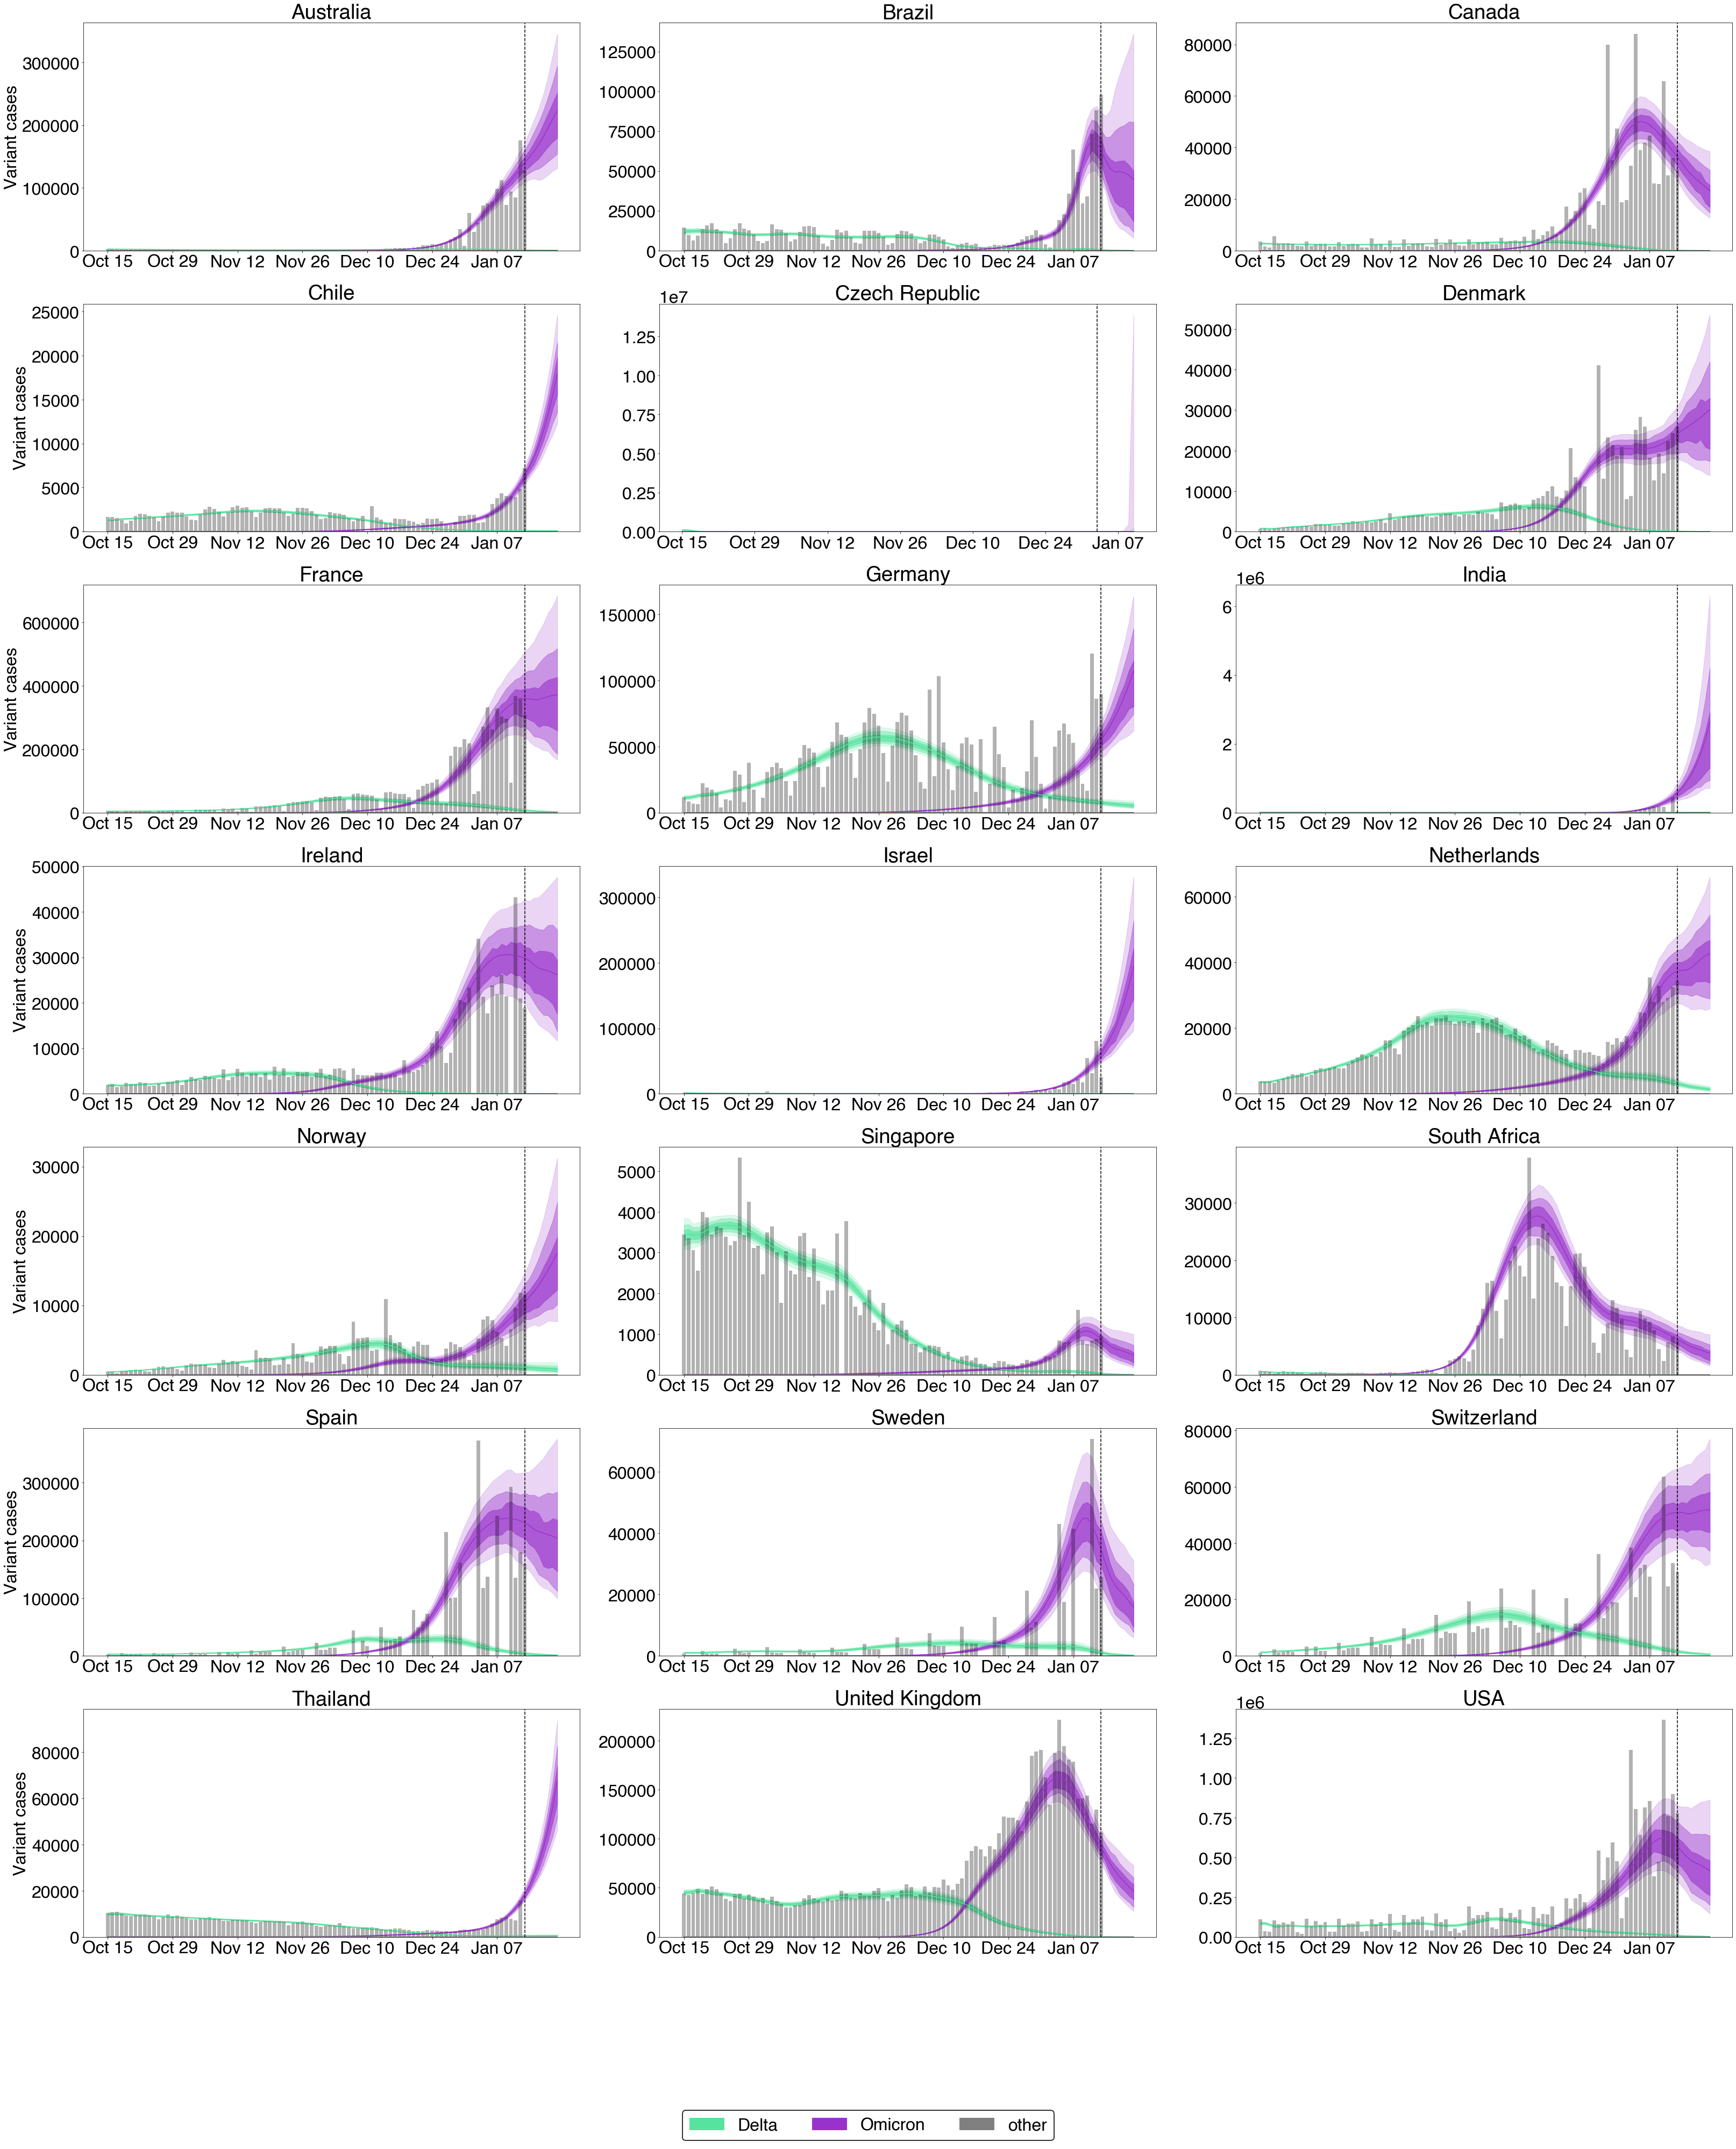 Australia
Brazil
Canada
Variant cases
300000
200000
100000
0
Oct 15 Oct 29 Nov 12 Nov 26 Dec 10 Dec 24 Jan 07
125000
100000
75000
50000
25000
0
Oct 15 Oct 29 Nov 12 Nov 26 Dec 10 Dec 24 Jan 07
80000
60000
40000
20000
0
Oct 15 Oct 29 Nov 12 Nov 26 Dec 10 Dec 24 Jan 07
Chile
Czech Republic
Denmark
Variant cases
25000
20000
15000
10000
5000
0
Oct 15 Oct 29 Nov 12 Nov 26 Dec 10 Dec 24 Jan 07
1e7
1.25
1.00
0.75
0.50
0.25
0.00
Oct 15 Oct 29 Nov 12 Nov 26 Dec 10 Dec 24 Jan 07
50000
40000
30000
20000
10000
0
Oct 15 Oct 29 Nov 12 Nov 26 Dec 10 Dec 24 Jan 07
France
Germany
India
Variant cases
600000
400000
200000
0
Oct 15 Oct 29 Nov 12 Nov 26 Dec 10 Dec 24 Jan 07
150000
100000
50000
0
Oct 15 Oct 29 Nov 12 Nov 26 Dec 10 Dec 24 Jan 07
1e6
6
4
2
0
Oct 15 Oct 29 Nov 12 Nov 26 Dec 10 Dec 24 Jan 07
Ireland
Israel
Netherlands
Variant cases
50000
40000
30000
20000
10000
0
Oct 15 Oct 29 Nov 12 Nov 26 Dec 10 Dec 24 Jan 07
300000
200000
100000
0
Oct 15 Oct 29 Nov 12 Nov 26 Dec 10 Dec 24 Jan 07
60000
40000
20000
0
Oct 15 Oct 29 Nov 12 Nov 26 Dec 10 Dec 24 Jan 07
Norway
Singapore
South Africa
Variant cases
30000
20000
10000
0
Oct 15 Oct 29 Nov 12 Nov 26 Dec 10 Dec 24 Jan 07
5000
4000
3000
2000
1000
0
Oct 15 Oct 29 Nov 12 Nov 26 Dec 10 Dec 24 Jan 07
30000
20000
10000
0
Oct 15 Oct 29 Nov 12 Nov 26 Dec 10 Dec 24 Jan 07
Spain
Sweden
Switzerland
Variant cases
300000
200000
100000
0
Oct 15 Oct 29 Nov 12 Nov 26 Dec 10 Dec 24 Jan 07
60000
40000
20000
0
Oct 15 Oct 29 Nov 12 Nov 26 Dec 10 Dec 24 Jan 07
80000
60000
40000
20000
0
Oct 15 Oct 29 Nov 12 Nov 26 Dec 10 Dec 24 Jan 07
Thailand
United Kingdom
USA
Variant cases
80000
60000
40000
20000
0
Oct 15 Oct 29 Nov 12 Nov 26 Dec 10 Dec 24 Jan 07
200000
150000
100000
50000
0
Oct 15 Oct 29 Nov 12 Nov 26 Dec 10 Dec 24 Jan 07
1e6
1.25
1.00
0.75
0.50
0.25
0.00
Oct 15 Oct 29 Nov 12 Nov 26 Dec 10 Dec 24 Jan 07
Delta Omicron other